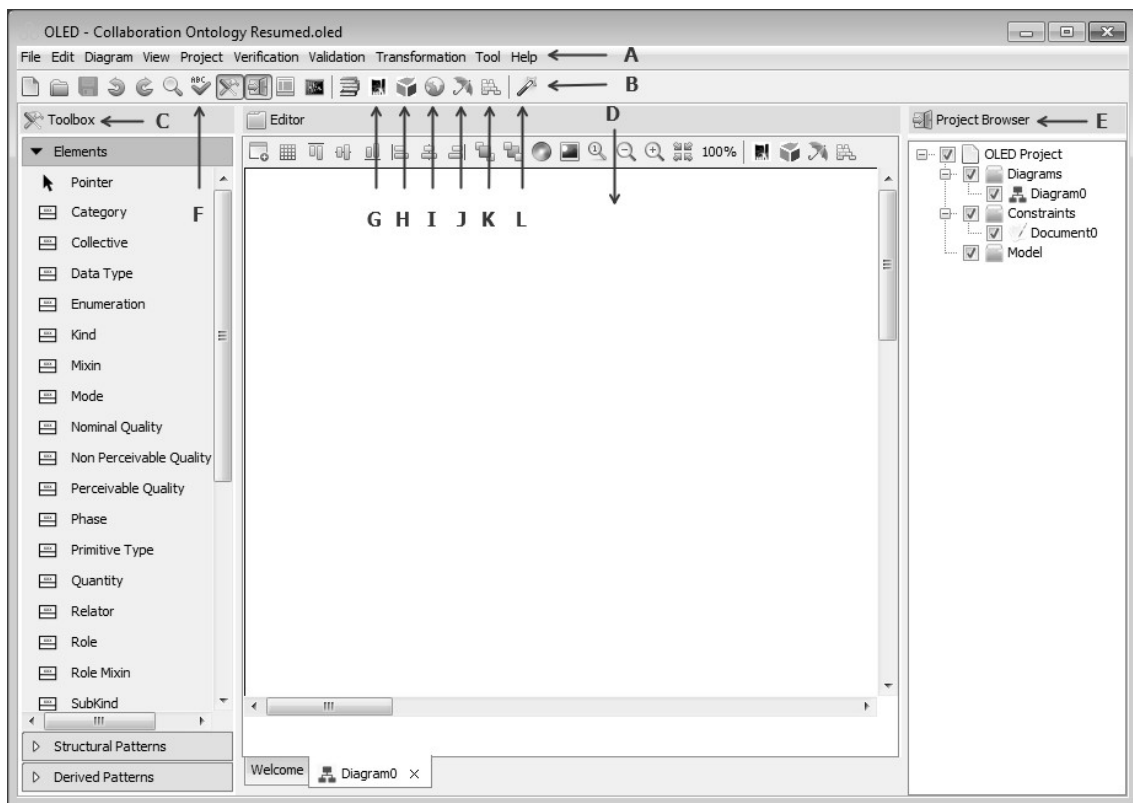 OLED - Collaboration Ontology Resumed.oled
File Edit Diagram View Project Verification Validation Transformation Tool Help A
ABC B
Toolbox C Editor D Project Browser E
Elements 100%
Pointer
Category F G H I J K L
Collective
Data Type
Enumeration
Kind
Mixin
Mode
Nominal Quality
Non Perceivable Quality
Perceivable Quality
Phase
Primitive Type
Quantity
Relator
Role
Role Mixin
SubKind
Structural Patterns
Derived Patterns
Welcome Diagram0
OLED Project
Diagrams
Diagram0
Constraints
Document0
Model